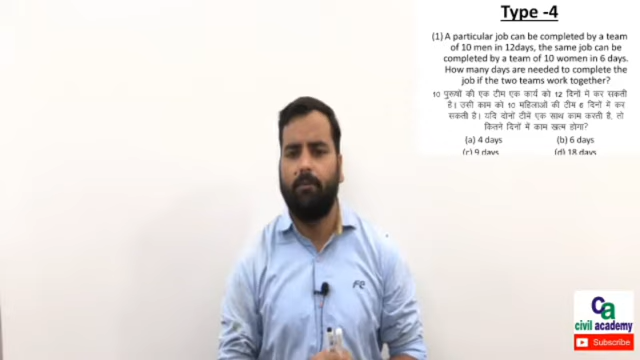 Type -4
(1) A particular job can be completed by a team
of 10 men in 12days, the same job can be
completed by a team of 10 women in 6 days.
How many days are needed to complete the
job if the two teams work together?
10 पुरुषों की एक टीम एक कार्य को 12 दिनों में कर सकती
है। उसी काम को 10 महिलाओं की टीम 6 दिनों में कर
सकती है। यदि दोनों टीमें एक साथ काम करती है, तो
कितने दिनों में काम खत्म होगा?
(a) 4 days (b) 6 days
(c) 9 days (d) 18 days
FC
ca
civil academy
Subscribe